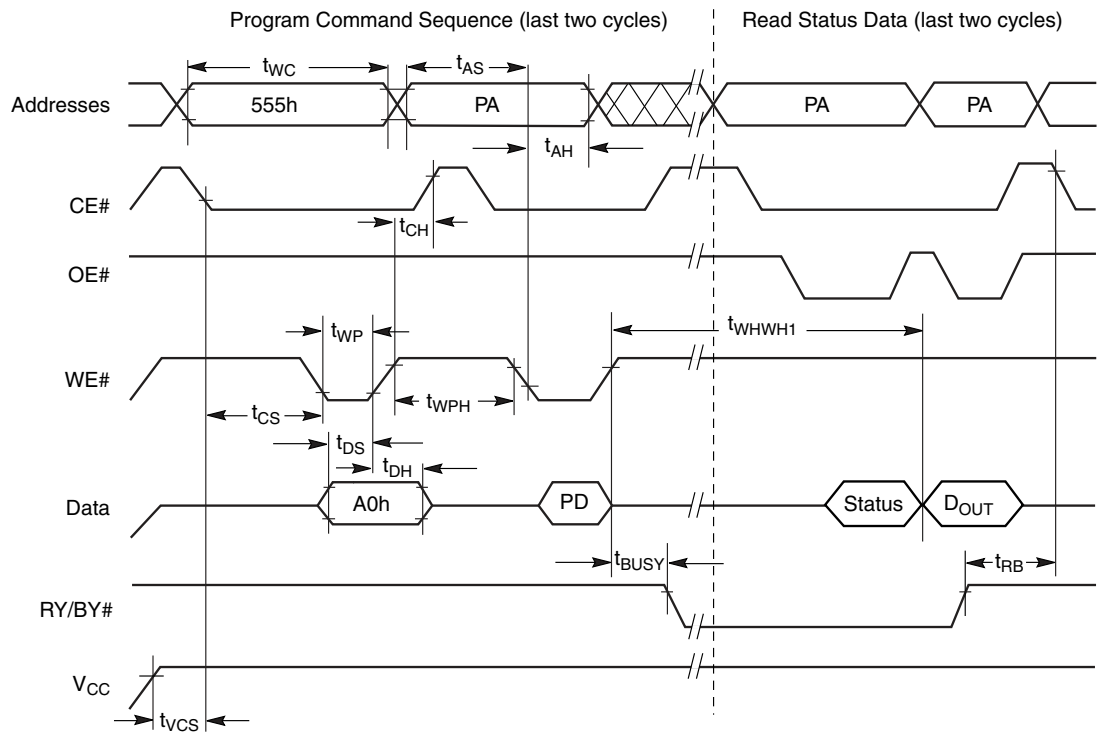 Program Command Sequence (last two cycles) Read Status Data (last two cycles)
tWC tAS
Addresses 555h PA PA PA
tAH
CE#
tCH
OE#
tWP tWHWH1
WE#
tCS tWPH
tDS
tDH
Data A0h PD Status DOUT
tBUSY tRB
RY/BY#
VCC
tVCS